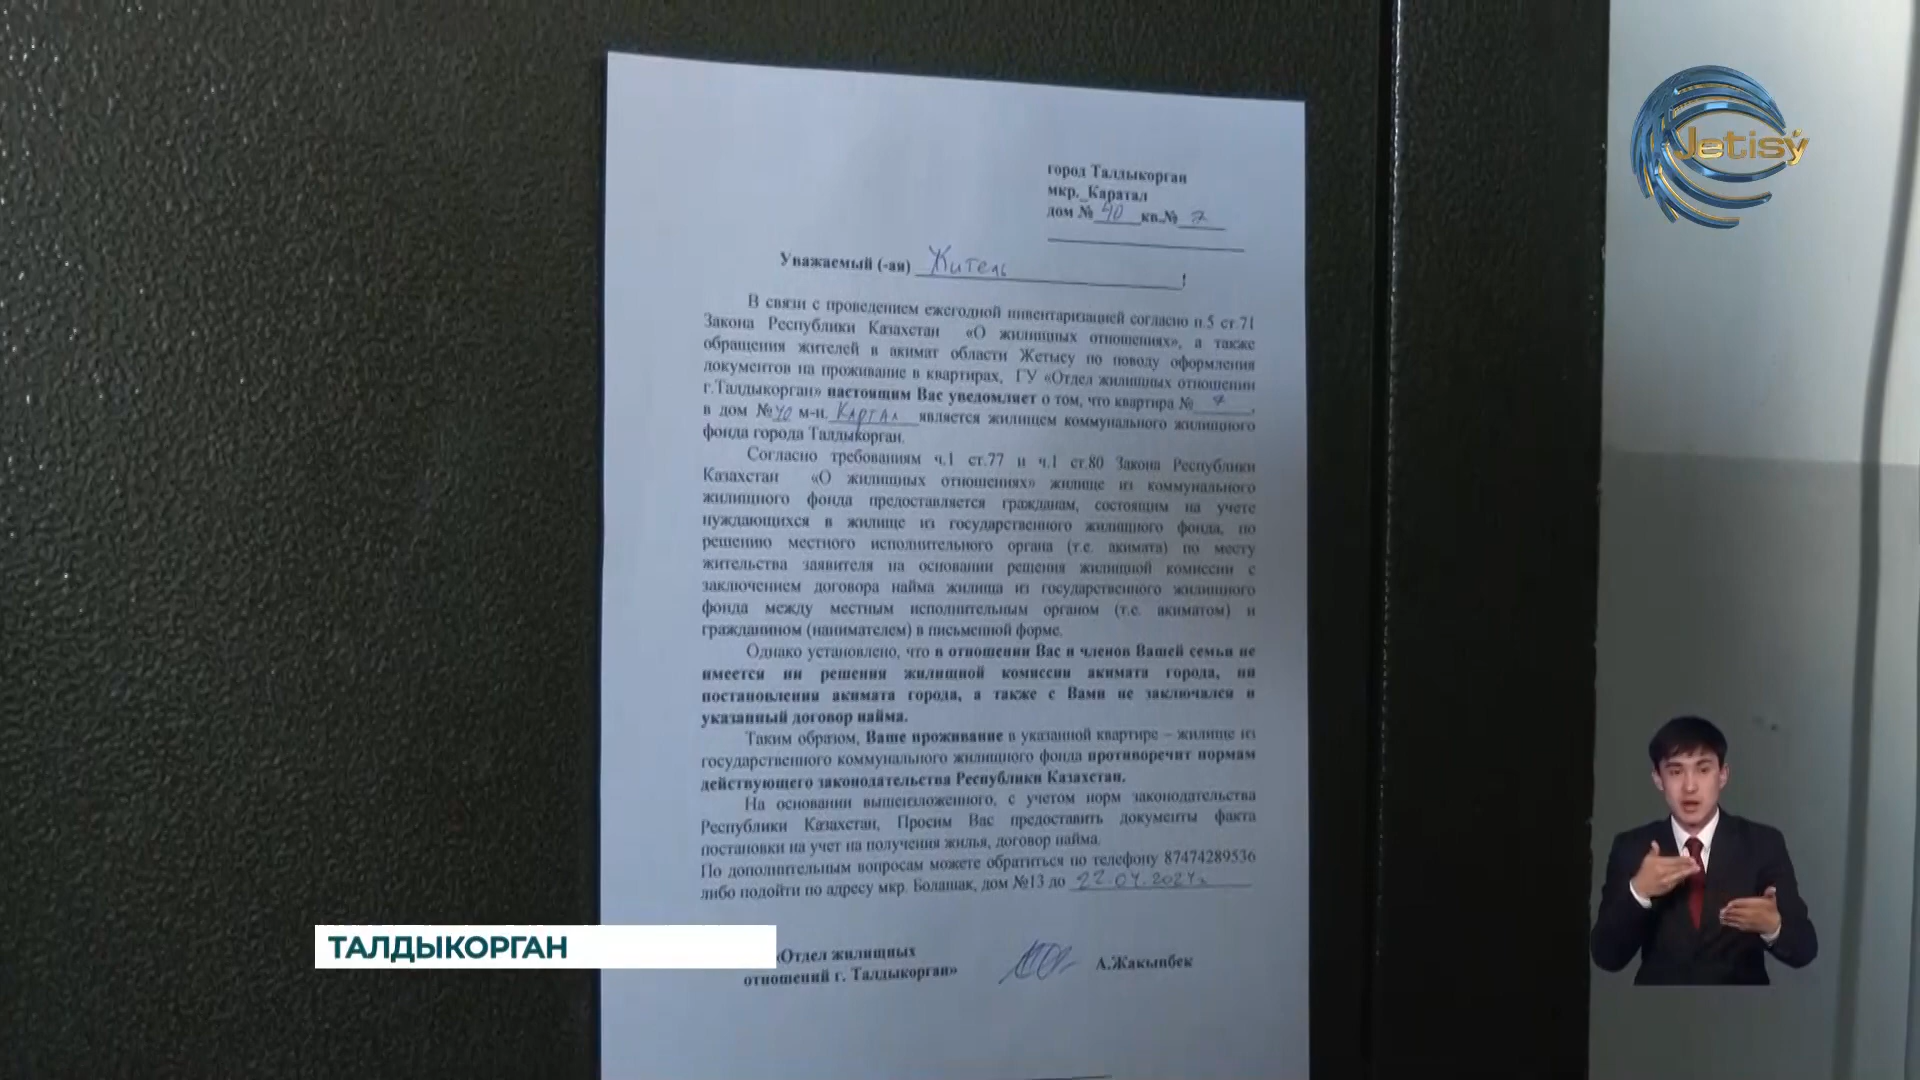 Jetisý
город Талдыкорган
мкр._Каратал
дом № 40 кв.№ 7
Уважаемый (-ая) Житель !
В связи с проведением ежегодной инвентаризацией согласно п.5 ст.71
Закона Республики Казахстан «О жилищных отношениях», а также
обращения жителей в акимат области Жетысу по поводу оформления
документов на проживание в квартирах, ГУ «Отдел жилищных отношении
г.Талдыкорган» настоящим Вас уведомляет о том, что квартира № 7,
в дом №40 м-н. Картал является жилищем коммунального жилищного
фонда города Талдыкорган.
Согласно требованиям ч.1 ст.77 и ч.1 ст.80 Закона Республики
Казахстан «О жилищных отношениях» жилище из коммунального
жилищного фонда предоставляется гражданам, состоящим на учете
нуждающихся в жилище из государственного жилищного фонда, по
решению местного исполнительного органа (т.е. акимата) по месту
жительства заявителя на основании решения жилищной комиссии с
заключением договора найма жилища из государственного жилищного
фонда между местным исполнительным органом (т.е. акиматом) и
гражданином (нанимателем) в письменной форме.
Однако установлено, что в отношении Вас и членов Вашей семьи не
имеется ни решения жилищной комиссии акимата города, ни
постановления акимата города, а также с Вами не заключался и
указанный договор найма.
Таким образом, Ваше проживание в указанной квартире – жилище из
государственного коммунального жилищного фонда противоречит нормам
действующего законодательства Республики Казахстан.
На основании вышеизложенного, с учетом норм законодательства
Республики Казахстан, Просим Вас предоставить документы факта
постановки на учет на получения жилья, договор найма.
По дополнительным вопросам можете обратиться по телефону 87474289536
либо подойти по адресу мкр. Болашак, дом №13 до 22.04.2024г.
«Отдел жилищных
отношений г. Талдыкорган» А.Жакыпбек
ТАЛДЫКОРГАН